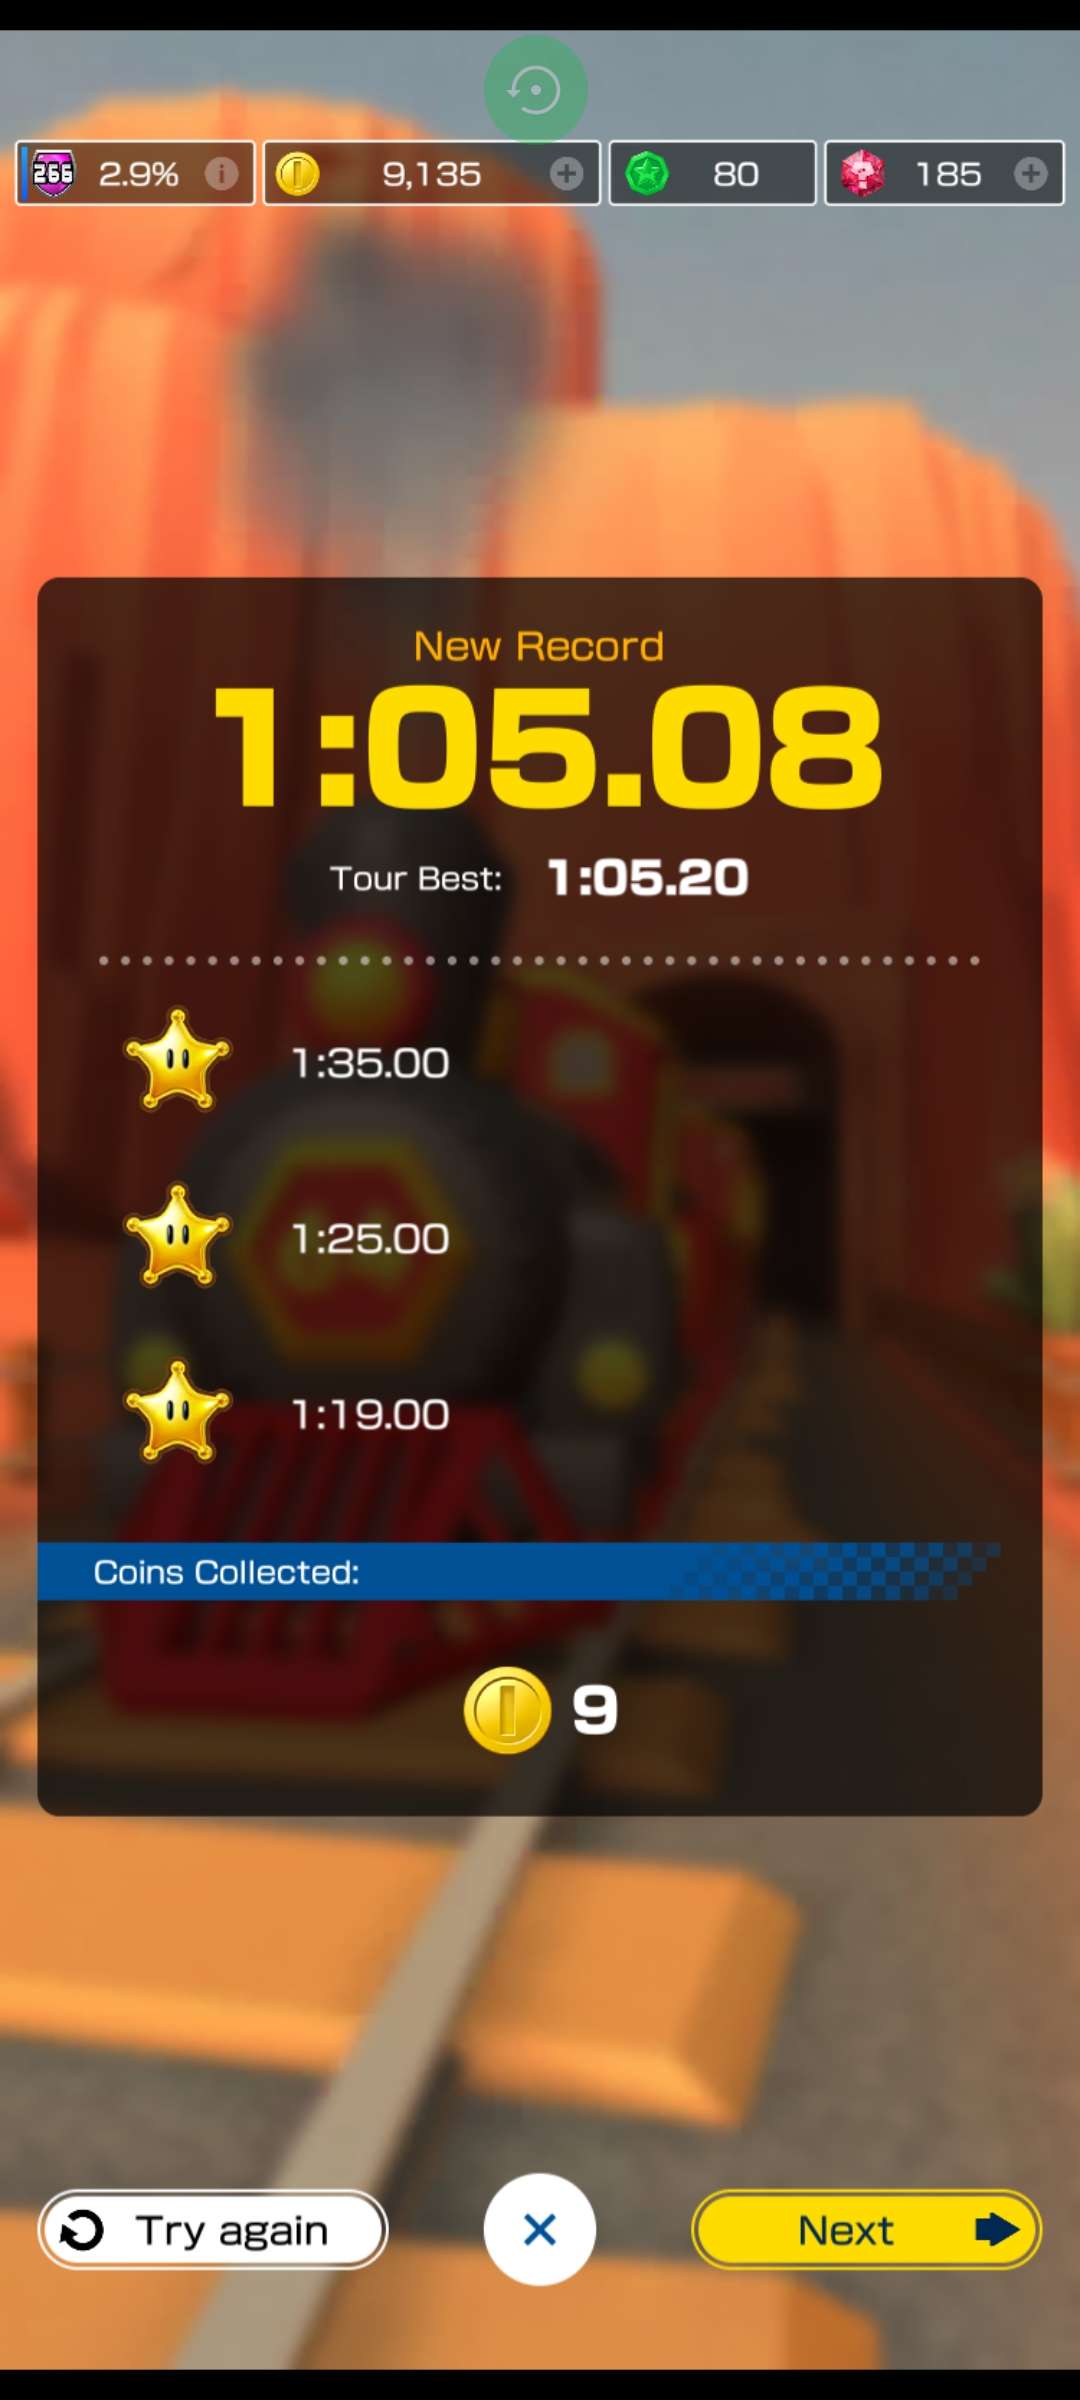 266 2.9% i 9,135 + 80 185 +
New Record
1:05.08
Tour Best: 1:05.20
1:35.00
1:25.00
1:19.00
Coins Collected:
9
Try again
Next